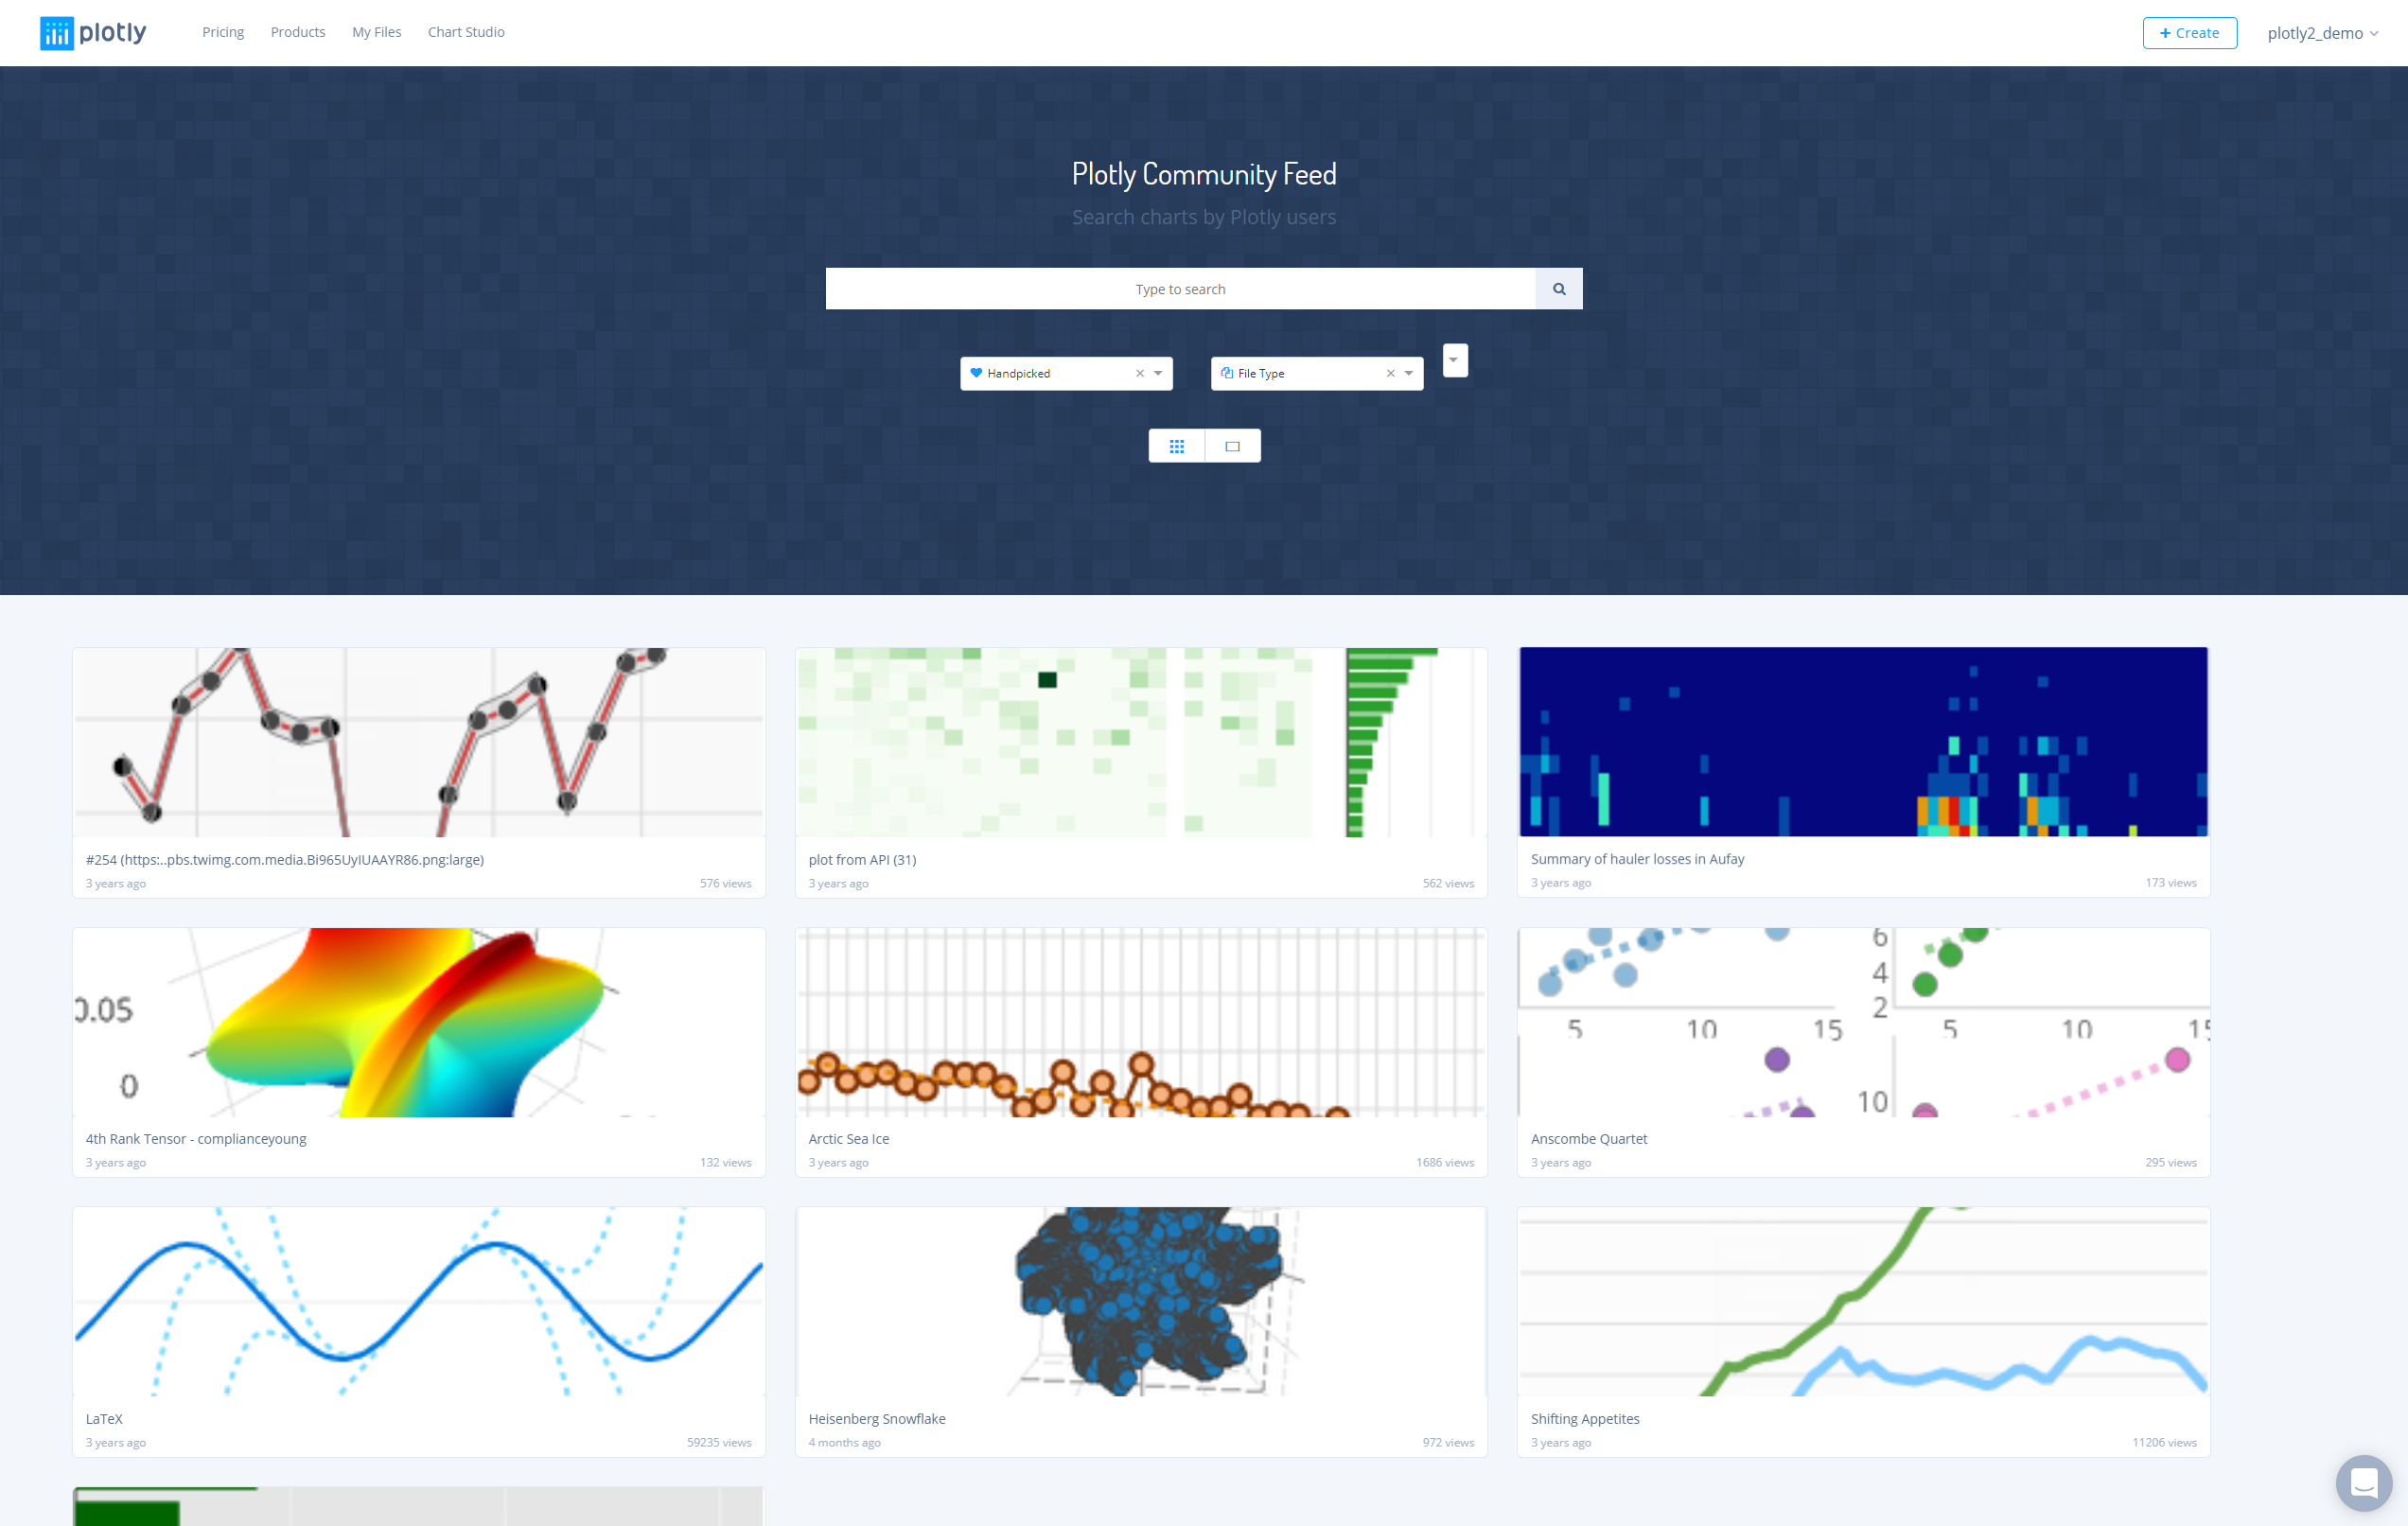 plotly
Pricing Products My Files Chart Studio
+ Create
plotly2_demo
Plotly Community Feed
Search charts by Plotly users
Type to search
Handpicked
File Type
#254 (https:..pbs.twimg.com.media.Bi965UyIUAAYR86.png:large)
3 years ago 576 views
plot from API (31)
3 years ago 562 views
Summary of hauler losses in Aufay
3 years ago 173 views
0.05
0
4th Rank Tensor - complianceyoung
3 years ago 132 views
Arctic Sea Ice
3 years ago 1686 views
6
4
2
5 10 15 5 10 15
10
Anscombe Quartet
3 years ago 295 views
LaTeX
3 years ago 59235 views
Heisenberg Snowflake
4 months ago 972 views
Shifting Appetites
3 years ago 11206 views